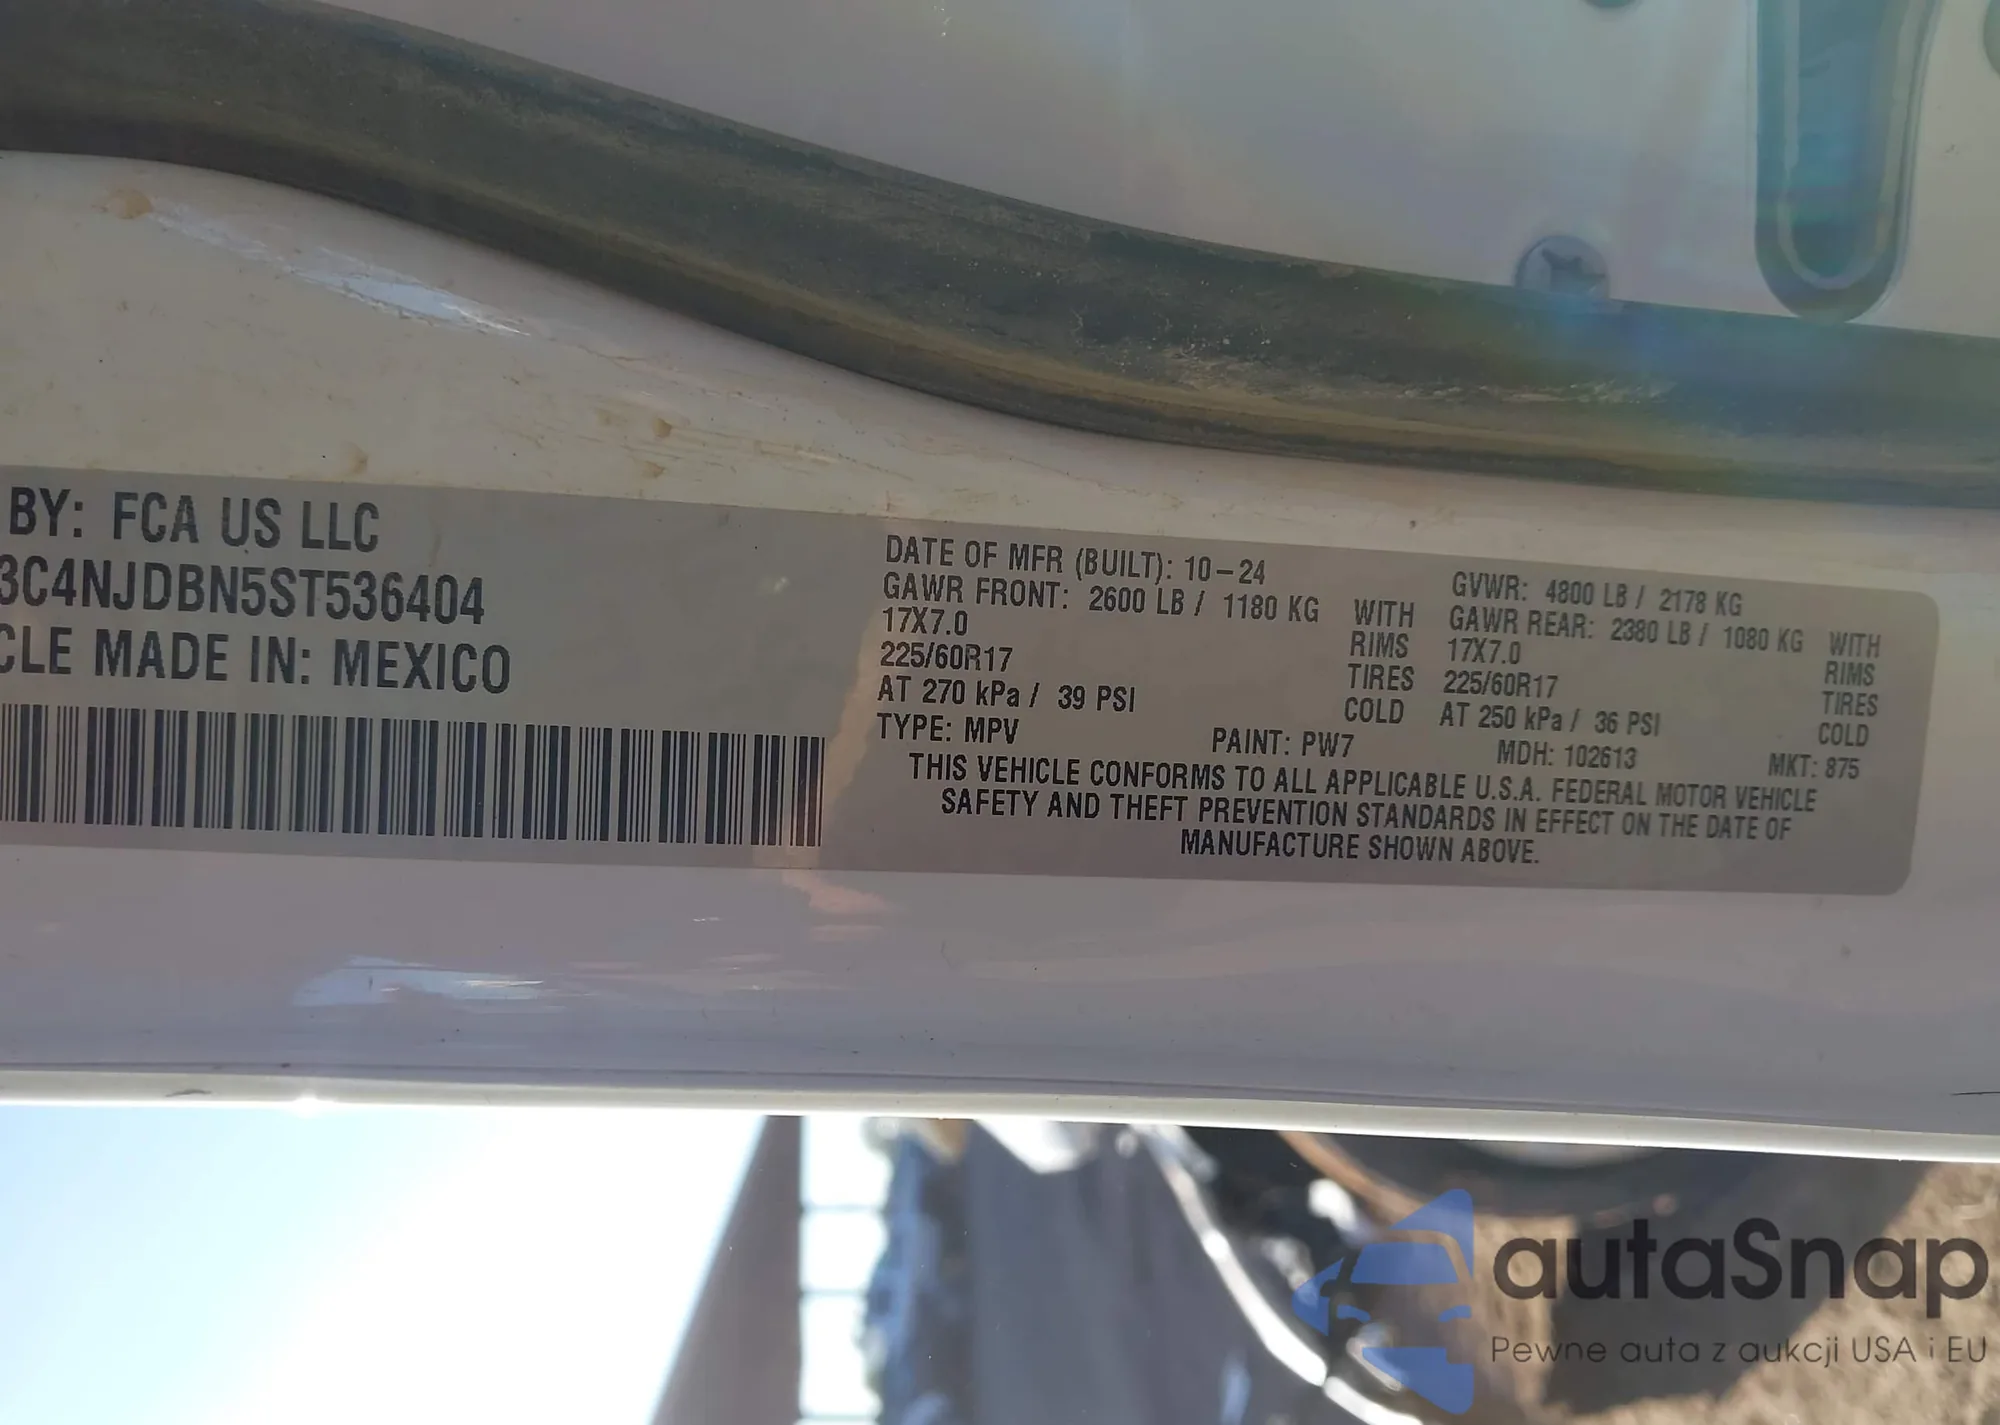 BY: FCA US LLC
3C4NJDBN5ST536404
CLE MADE IN: MEXICO
DATE OF MFR (BUILT): 10-24
GAWR FRONT: 2600 LB / 1180 KG WITH
17X7.0 RIMS
225/60R17 TIRES
AT 270 kPa / 39 PSI COLD
GVWR: 4800 LB / 2178 KG
GAWR REAR: 2380 LB / 1080 KG WITH
17X7.0 RIMS
225/60R17 TIRES
AT 250 kPa / 36 PSI COLD
TYPE: MPV PAINT: PW7 MDH: 102613 MKT: 875
THIS VEHICLE CONFORMS TO ALL APPLICABLE U.S.A. FEDERAL MOTOR VEHICLE
SAFETY AND THEFT PREVENTION STANDARDS IN EFFECT ON THE DATE OF
MANUFACTURE SHOWN ABOVE.
autaSnap
Pewne auta z aukcji USA i EU